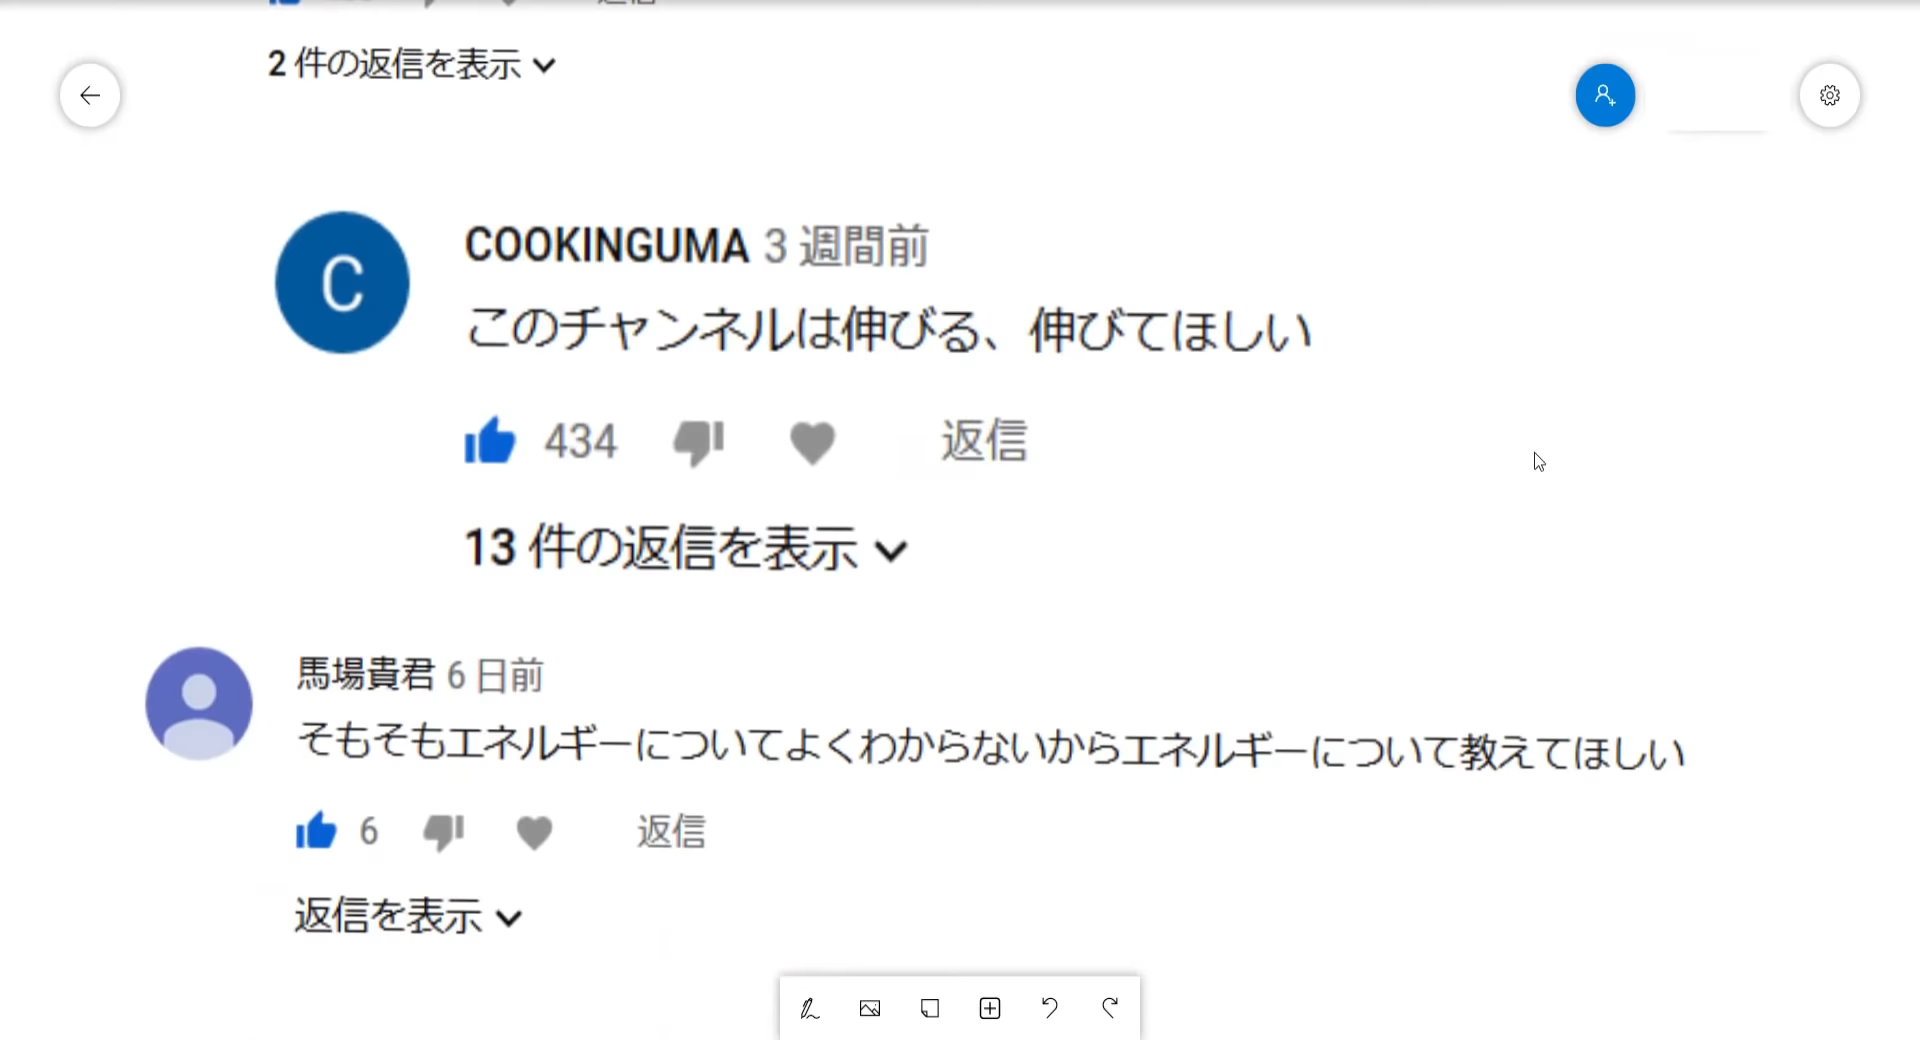 2 件の返信を表示
C
COOKINGUMA 3 週間前
このチャンネルは伸びる、伸びてほしい
434 返信
13 件の返信を表示
馬場貴君 6 日前
そもそもエネルギーについてよくわからないからエネルギーについて教えてほしい
6 返信
返信を表示